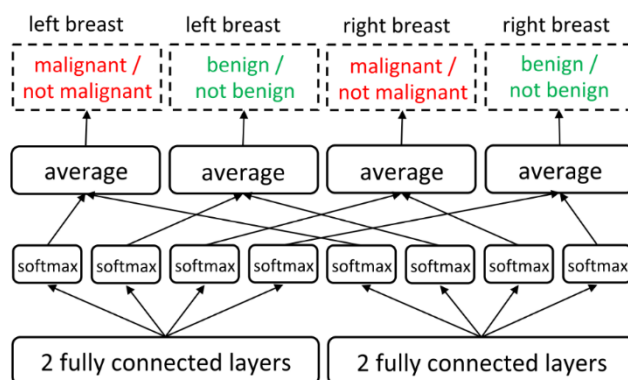 left breast left breast right breast right breast
malignant / benign / malignant / benign /
not malignant not benign not malignant not benign
average average average average
softmax softmax softmax softmax softmax softmax softmax softmax
2 fully connected layers 2 fully connected layers